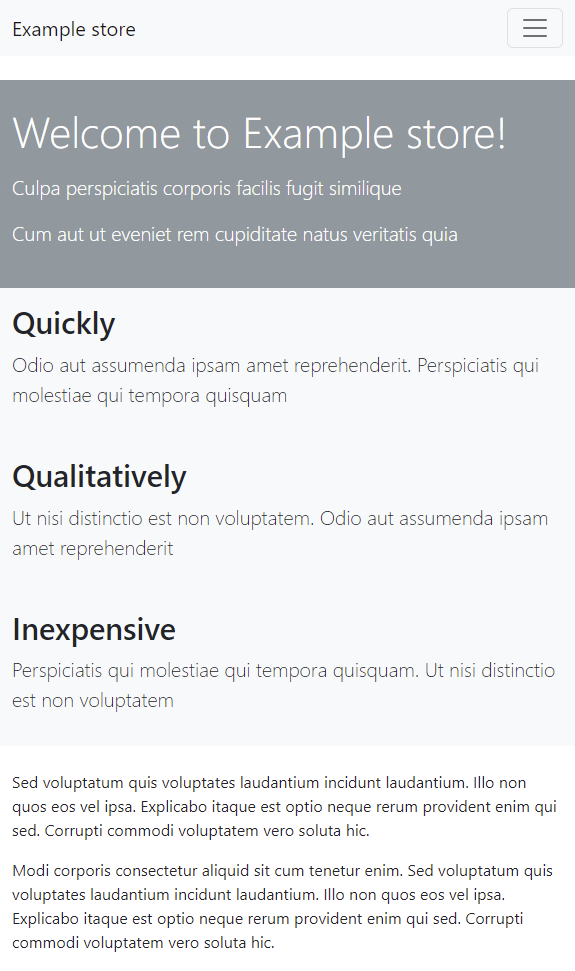 Example store
Welcome to Example store!
Culpa perspiciatis corporis facilis fugit similique
Cum aut ut eveniet rem cupiditate natus veritatis quia
Quickly
Odio aut assumenda ipsam amet reprehenderit. Perspiciatis qui
molestiae qui tempora quisquam
Qualitatively
Ut nisi distinctio est non voluptatem. Odio aut assumenda ipsam
amet reprehenderit
Inexpensive
Perspiciatis qui molestiae qui tempora quisquam. Ut nisi distinctio
est non voluptatem
Sed voluptatum quis voluptates laudantium incidunt laudantium. Illo non
quos eos vel ipsa. Explicabo itaque est optio neque rerum provident enim qui
sed. Corrupti commodi voluptatem vero soluta hic.
Modi corporis consectetur aliquid sit cum tenetur enim. Sed voluptatum quis
voluptates laudantium incidunt laudantium. Illo non quos eos vel ipsa.
Explicabo itaque est optio neque rerum provident enim qui sed. Corrupti
commodi voluptatem vero soluta hic.